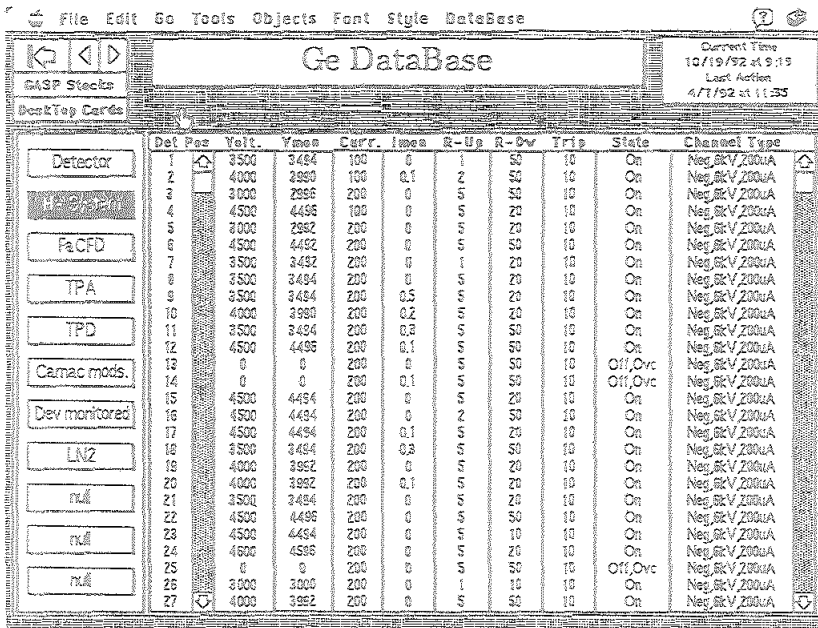 File Edit Go Tools Objects Font Style DataBase
Ge DataBase
Current Time
10/19/92 at 9:19
Last Action
4/7/92 at 11:35
GASP Stacks
DeskTop Cards
Detector
FaCFD
TPA
TPD
Camac mods.
Dev monitored
LN2
null
null
null
Det Pos Volt. Vmon Curr. Imon R-Up R-Dw Trip State Channel Type
1 3500 3494 100 0 1 50 10 On Neg,6kV,200uA
2 4000 3990 100 0.1 2 50 10 On Neg,6kV,200uA
3 3000 2996 200 0 5 50 10 On Neg,6kV,200uA
4 4500 4496 100 0 5 20 10 On Neg,6kV,200uA
5 3000 2992 200 0 5 20 10 On Neg,6kV,200uA
6 4500 4492 200 0 5 50 10 On Neg,6kV,200uA
7 3500 3492 200 0 1 20 10 On Neg,6kV,200uA
8 3500 3494 200 0 5 20 10 On Neg,6kV,200uA
9 3500 3494 200 0.5 5 20 10 On Neg,6kV,200uA
10 4000 3990 200 0.2 5 20 10 On Neg,6kV,200uA
11 3500 3494 200 0.3 5 50 10 On Neg,6kV,200uA
12 4500 4496 200 0.1 5 50 10 On Neg,6kV,200uA
13 0 0 200 0 5 50 10 Off,Ovc Neg,6kV,200uA
14 0 0 200 0.1 5 50 10 Off,Ovc Neg,6kV,200uA
15 4500 4494 200 0 5 20 10 On Neg,6kV,200uA
16 4500 4494 200 0 2 50 10 On Neg,6kV,200uA
17 4500 4494 200 0.1 5 20 10 On Neg,6kV,200uA
18 3500 3494 200 0.3 5 50 10 On Neg,6kV,200uA
19 4000 3992 200 0 5 20 10 On Neg,6kV,200uA
20 4000 3992 200 0.1 5 20 10 On Neg,6kV,200uA
21 3500 3494 200 0 5 20 10 On Neg,6kV,200uA
22 4500 4496 200 0 5 50 10 On Neg,6kV,200uA
23 4500 4494 200 0 5 10 10 On Neg,6kV,200uA
24 4600 4596 200 0 5 20 10 On Neg,6kV,200uA
25 0 0 200 0 5 50 10 Off,Ovc Neg,6kV,200uA
26 3000 3000 200 0 1 10 10 On Neg,6kV,200uA
27 4000 3992 200 0 5 50 10 On Neg,6kV,200uA